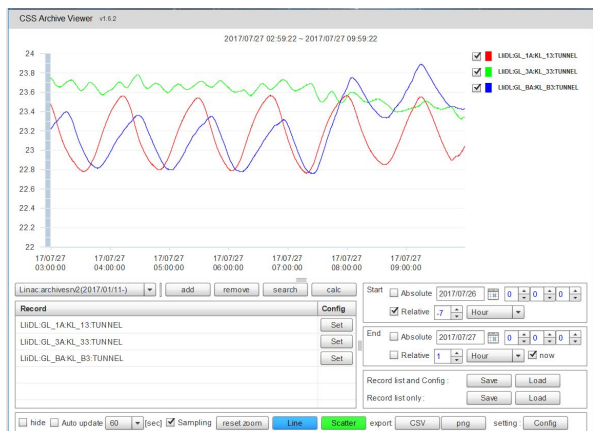 CSS Archive Viewer v1.6.2
2017/07/27 02:59:22 ~ 2017/07/27 09:59:22
24
23.8
23.6
23.4
23.2
23
22.8
22.6
22.4
22.2
22
LIiDL:GL_1A:KL_13:TUNNEL
LIiDL:GL_3A:KL_33:TUNNEL
LIiDL:GL_BA:KL_B3:TUNNEL
17/07/27 17/07/27 17/07/27 17/07/27 17/07/27 17/07/27 17/07/27
03:00:00 04:00:00 05:00:00 06:00:00 07:00:00 08:00:00 09:00:00
Linac:archivesrv2(2017/01/11-) add remove search calc
Record Config
LIiDL:GL_1A:KL_13:TUNNEL Set
LIiDL:GL_3A:KL_33:TUNNEL Set
LIiDL:GL_BA:KL_B3:TUNNEL Set
Start Absolute 2017/07/26 0 : 0 : 0
Relative -7 Hour
End Absolute 2017/07/27 0 : 0 : 0
Relative 1 Hour now
Record list and Config : Save Load
Record list only : Save Load
hide Auto update 60 [sec] Sampling reset zoom Line Scatter export CSV png setting : Config